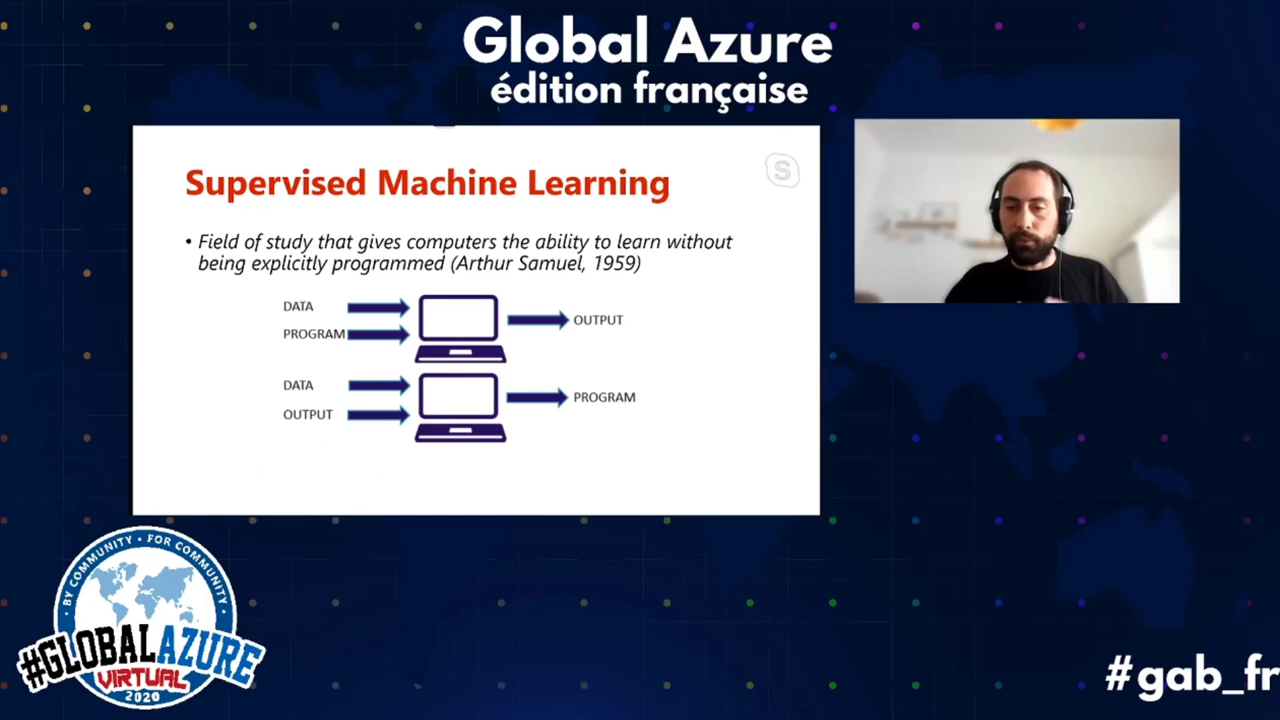 Global Azure
édition française
Supervised Machine Learning
S
• Field of study that gives computers the ability to learn without
being explicitly programmed (Arthur Samuel, 1959)
DATA
PROGRAM
OUTPUT
DATA
OUTPUT
PROGRAM
• BY COMMUNITY • FOR COMMUNITY •
#GLOBALAZURE
VIRTUAL
2020
#gab_fr